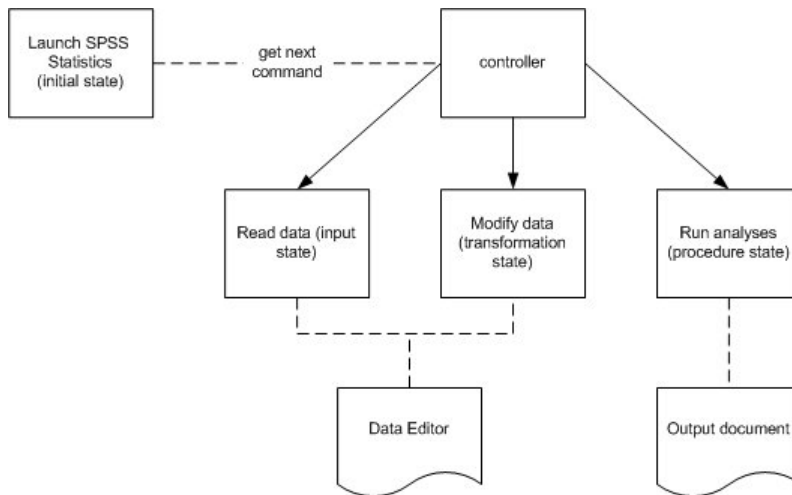 Launch SPSS
Statistics
(initial state)
get next
command
controller
Read data (input
state)
Modify data
(transformation
state)
Run analyses
(procedure state)
Data Editor
Output document